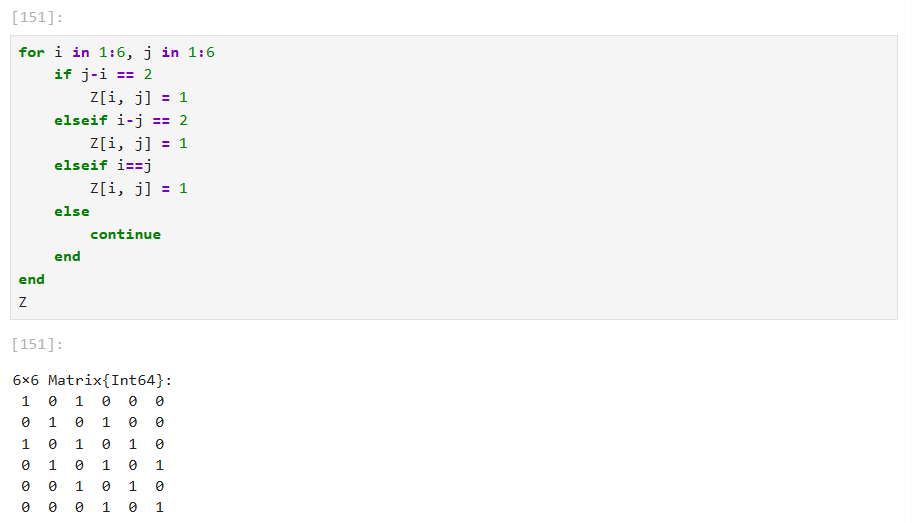 [151]:
for i in 1:6, j in 1:6
    if j-i == 2
        Z[i, j] = 1
    elseif i-j == 2
        Z[i, j] = 1
    elseif i==j
        Z[i, j] = 1
    else
        continue
    end
end
Z
[151]:
6×6 Matrix{Int64}:
 1  0  1  0  0  0
 0  1  0  1  0  0
 1  0  1  0  1  0
 0  1  0  1  0  1
 0  0  1  0  1  0
 0  0  0  1  0  1